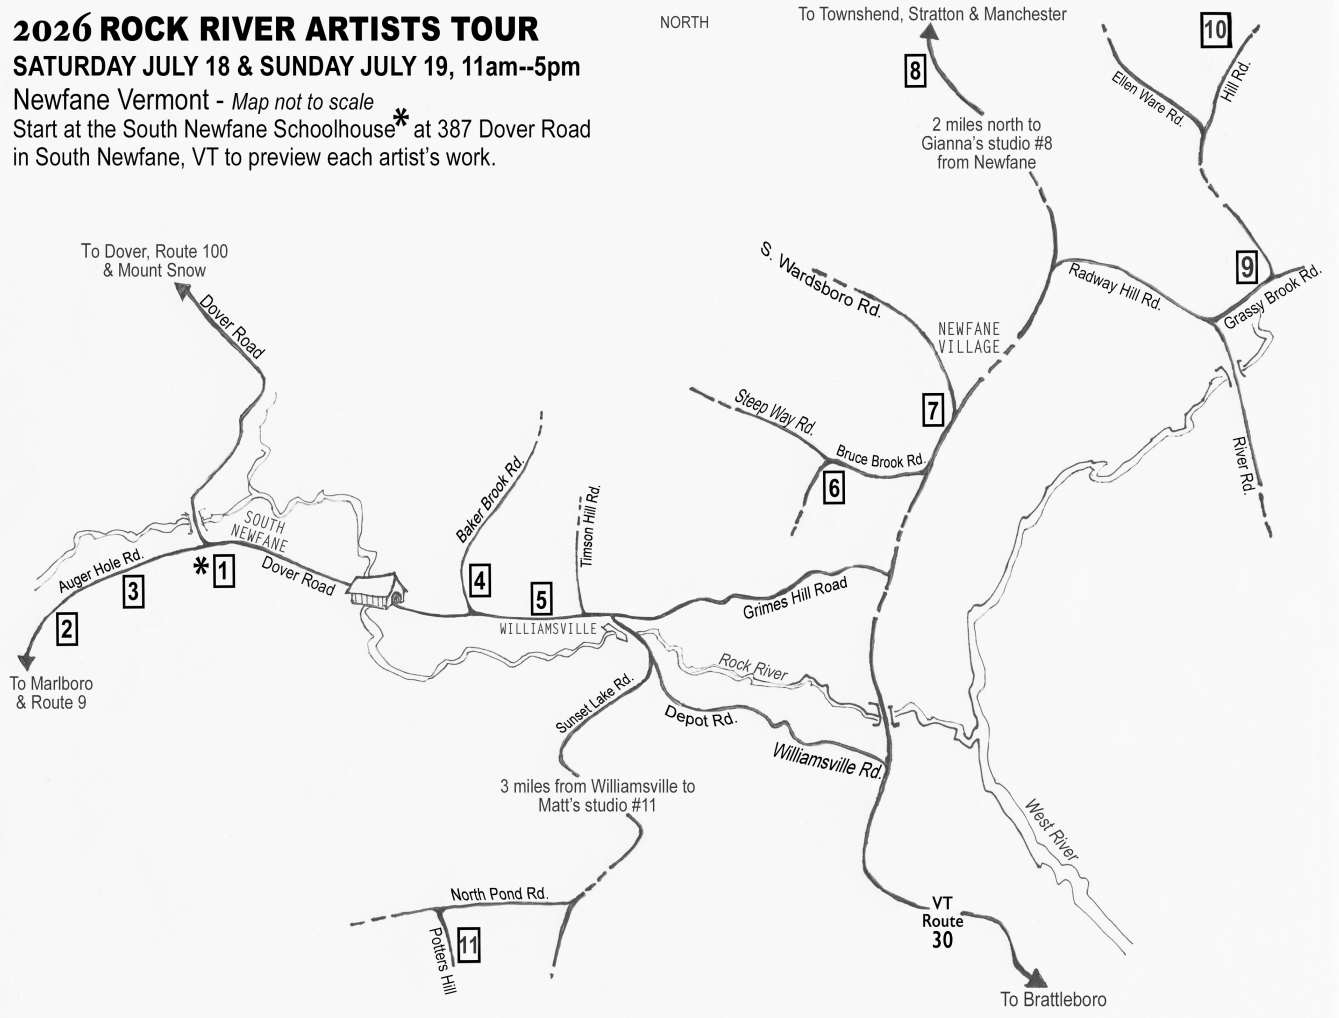 2026 ROCK RIVER ARTISTS TOUR
SATURDAY JULY 18 & SUNDAY JULY 19, 11am--5pm
Newfane Vermont - Map not to scale
Start at the South Newfane Schoolhouse* at 387 Dover Road
in South Newfane, VT to preview each artist's work.
NORTH
To Townshend, Stratton & Manchester
8
2 miles north to
Gianna's studio #8
from Newfane
10
Ellen Ware Rd.
Hill Rd.
9
Radway Hill Rd.
Grassy Brook Rd.
To Dover, Route 100
& Mount Snow
Dover Road
S. Wardsboro Rd.
NEWFANE
VILLAGE
7
Steep Way Rd.
Bruce Brook Rd.
6
River Rd.
SOUTH
NEWFANE
Auger Hole Rd.
* 1
3
2
Dover Road
Baker Brook Rd.
Timson Hill Rd.
4
5
WILLIAMSVILLE
Grimes Hill Road
To Marlboro
& Route 9
Rock River
Sunset Lake Rd.
Depot Rd.
Williamsville Rd.
3 miles from Williamsville to
Matt's studio #11
West River
North Pond Rd.
Potters Hill
11
VT
Route
30
To Brattleboro